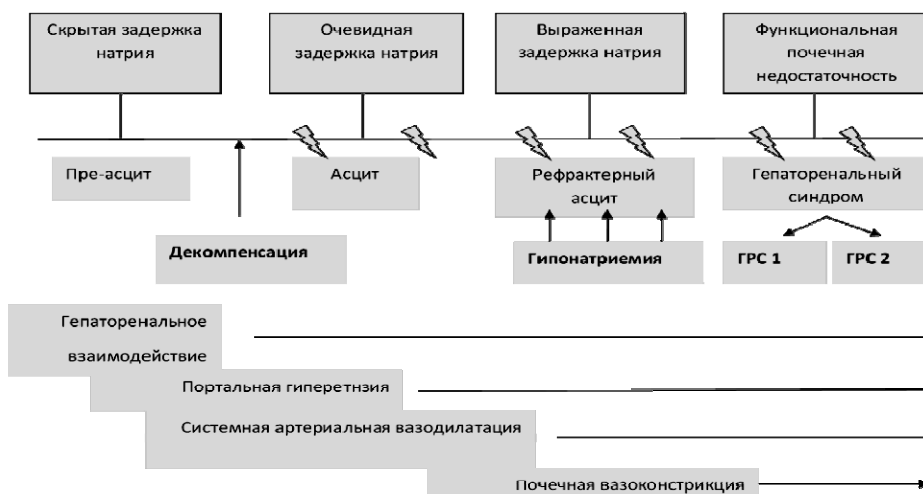 Скрытая задержка
натрия
Очевидная
задержка натрия
Выраженная
задержка натрия
Функциональная
почечная
недостаточность
Пре-асцит
Асцит
Рефрактерный
асцит
Гепаторенальный
синдром
Декомпенсация
Гипонатриемия
ГРС 1
ГРС 2
Гепаторенальное
взаимодействие
Портальная гиперетнзия
Системная артериальная вазодилатация
Почечная вазоконстрикция